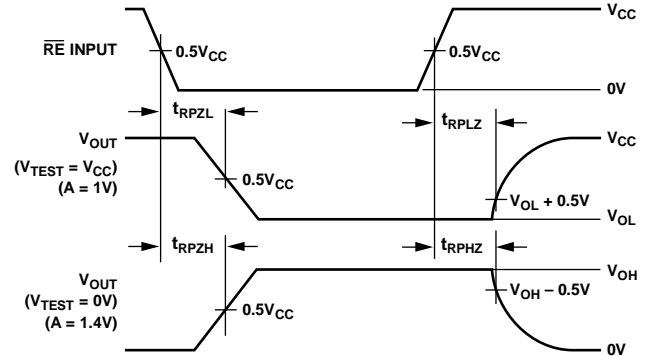 VCC
RE INPUT
0.5VCC
0.5VCC
0V
tRPZL
tRPLZ
VOUT
(VTEST = VCC)
(A = 1V)
VCC
0.5VCC
VOL + 0.5V
VOL
tRPZH
tRPHZ
VOUT
(VTEST = 0V)
(A = 1.4V)
VOH
VOH – 0.5V
0.5VCC
0V